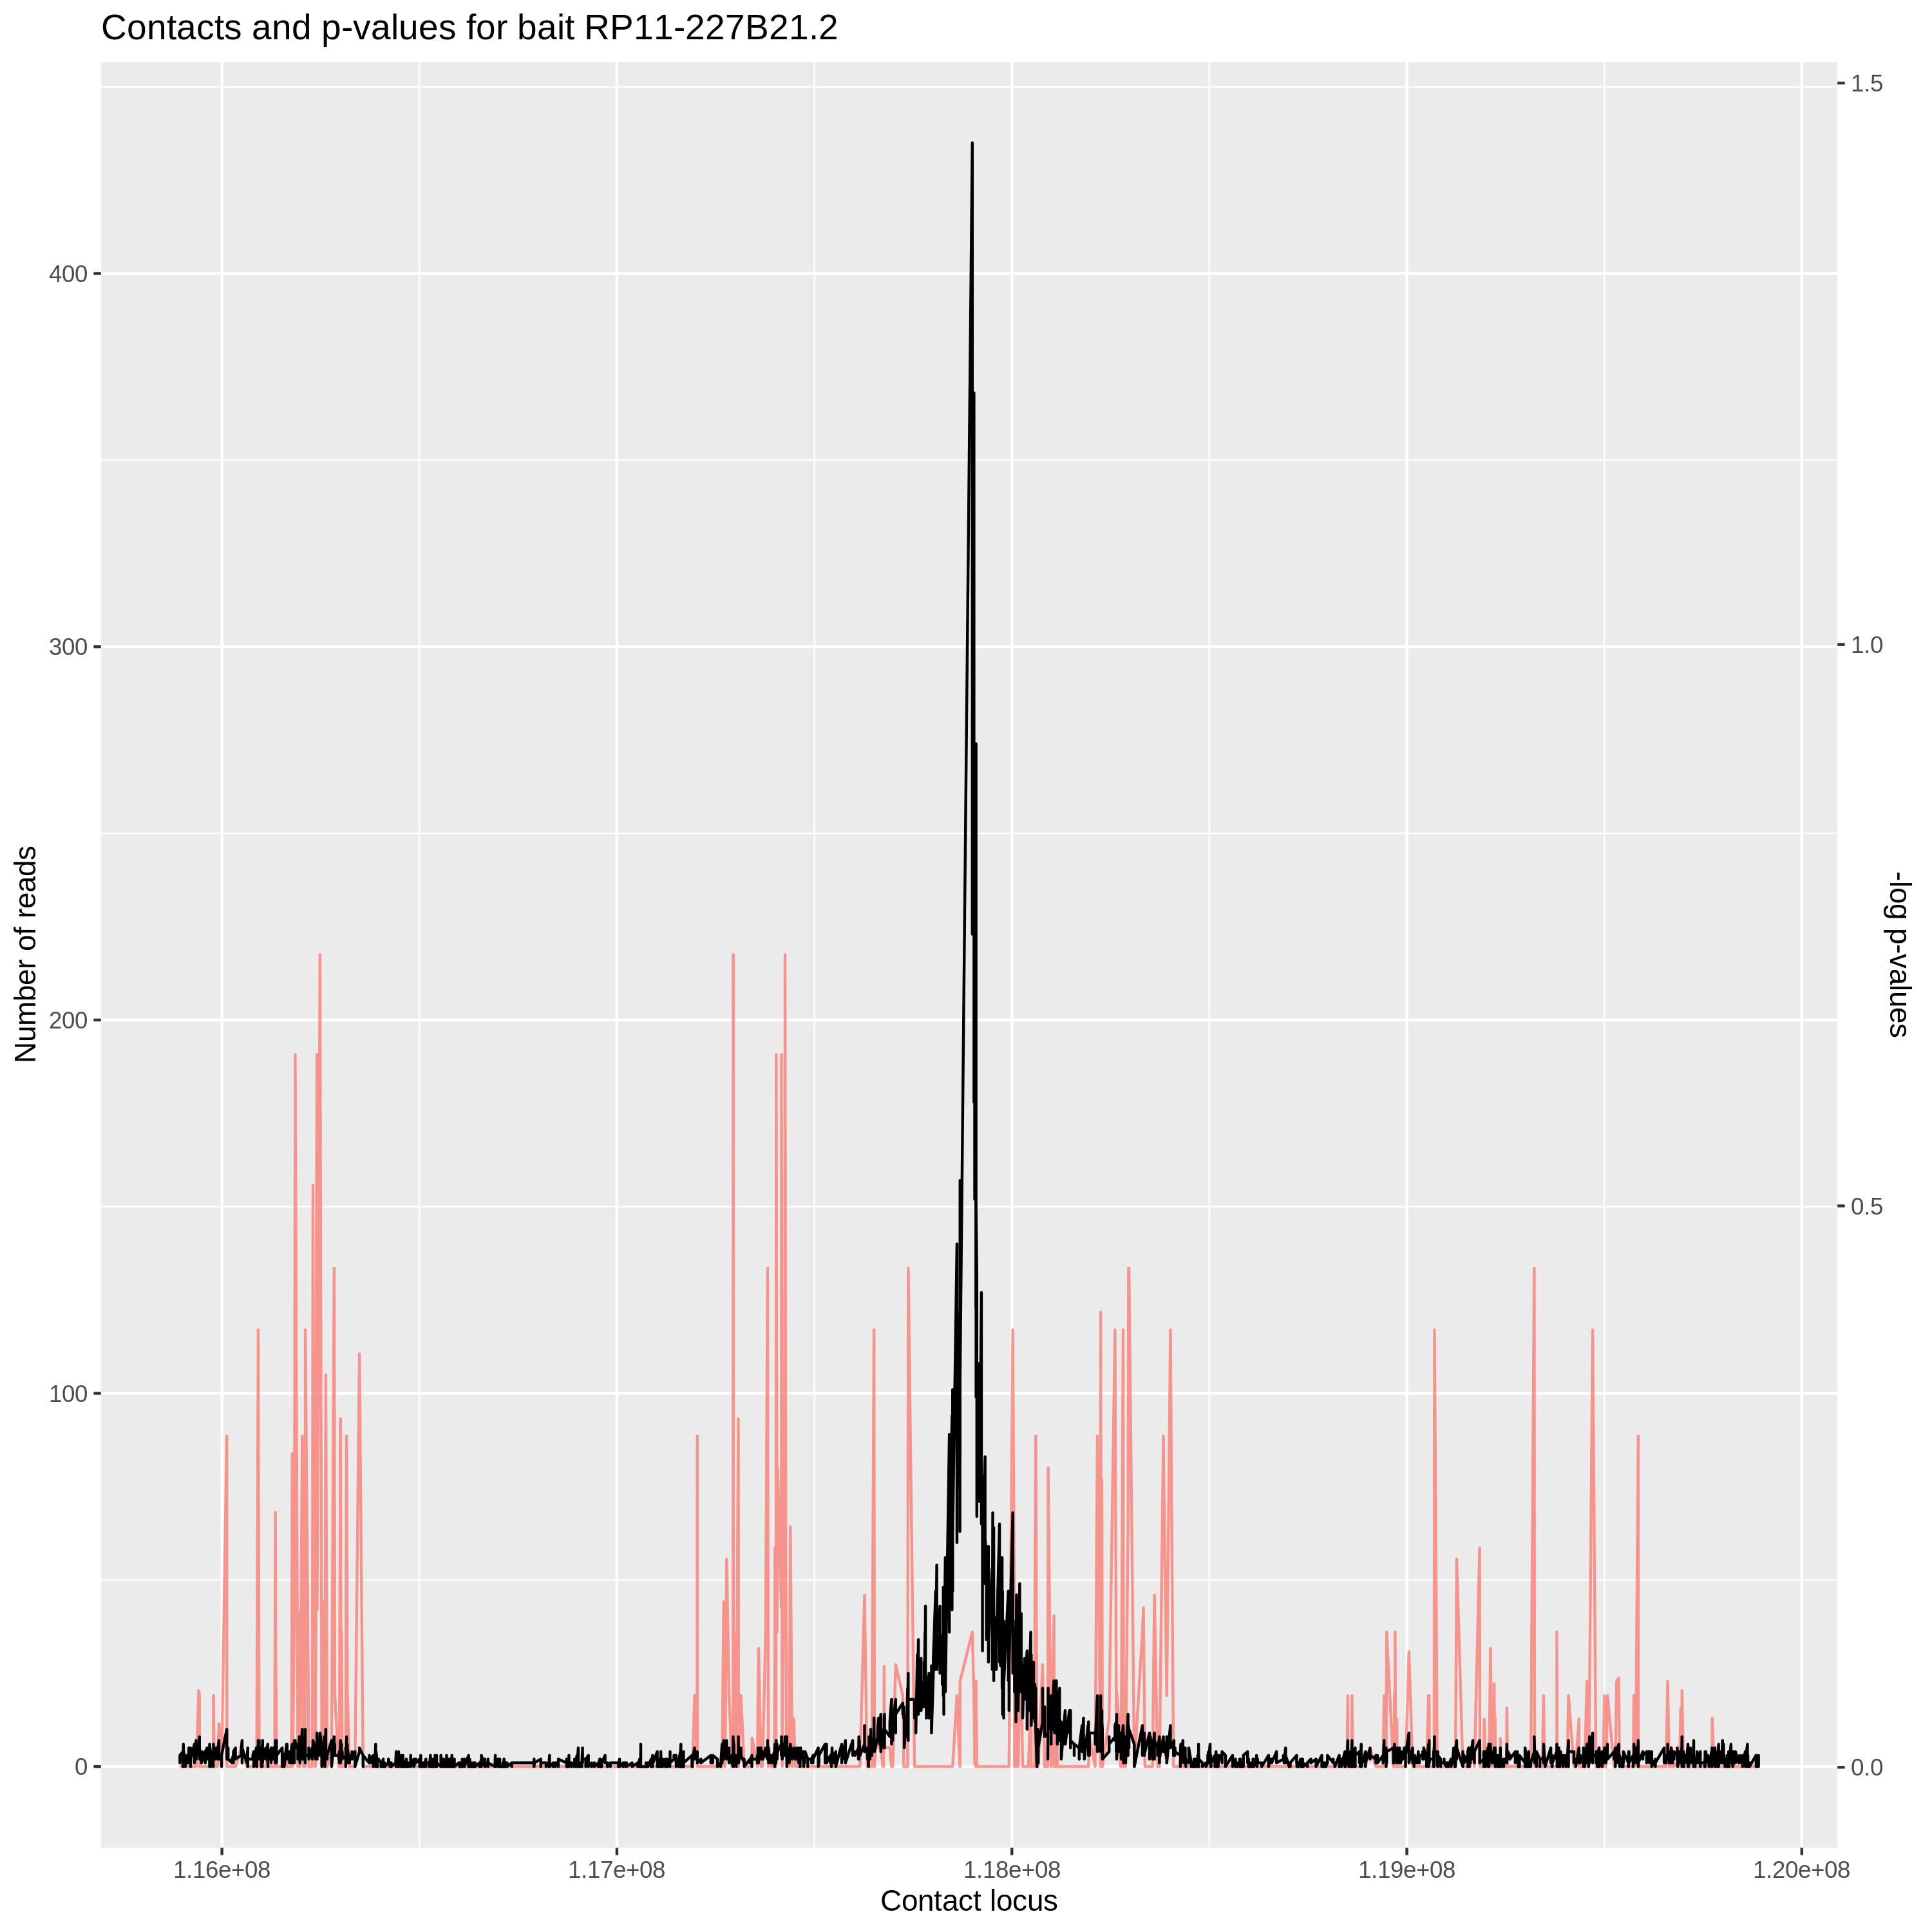 Contacts and p-values for bait RP11-227B21.2
1.5
400
300
1.0
Number of reads
-log p-values
200
0.5
100
0
0.0
1.16e+08
1.17e+08
1.18e+08
1.19e+08
1.20e+08
Contact locus